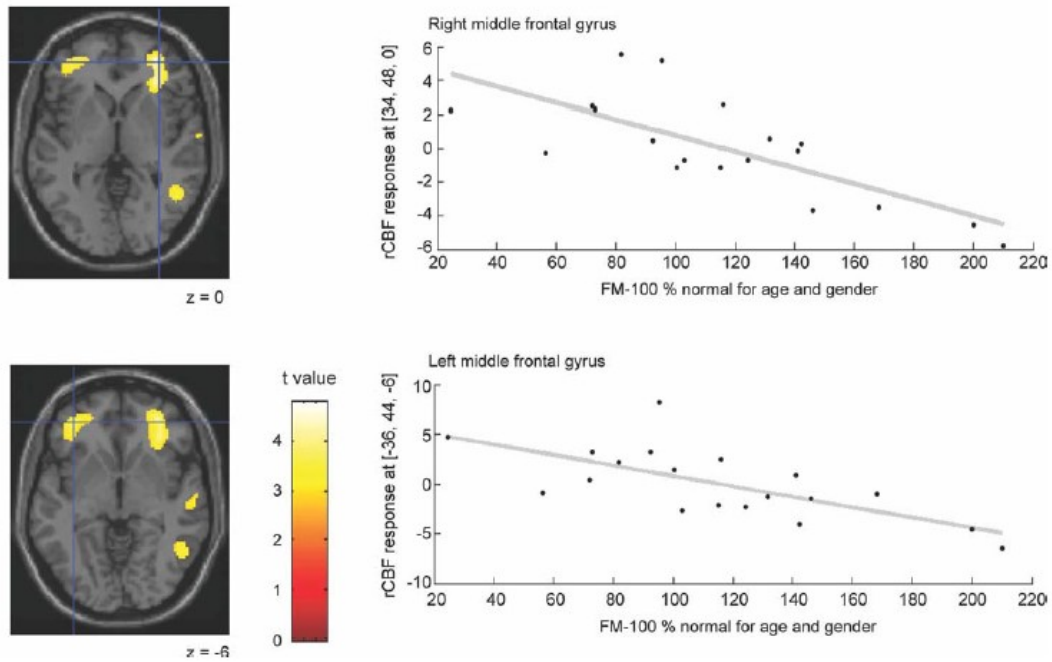 Right middle frontal gyrus
rCBF response at [34, 48, 0]
6
4
2
0
-2
-4
-6
20 40 60 80 100 120 140 160 180 200 220
FM-100 % normal for age and gender
z = 0
Left middle frontal gyrus
t value
4
3
2
1
0
rCBF response at [-36, 44, -6]
10
5
0
-5
-10
20 40 60 80 100 120 140 160 180 200 220
FM-100 % normal for age and gender
z = -6